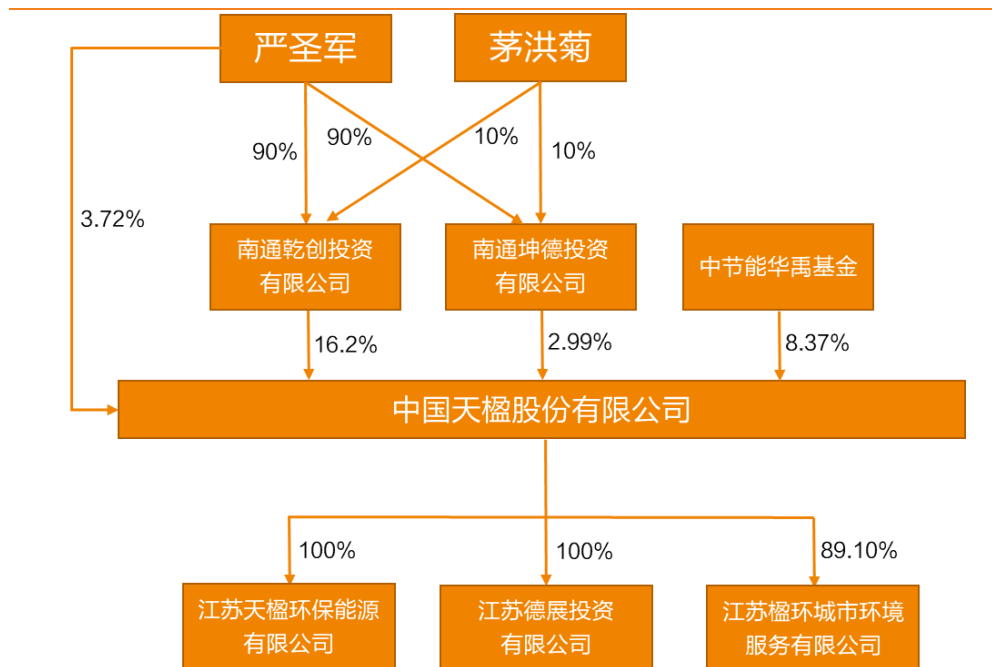 严圣军
茅洪菊
90%
90%
10%
10%
3.72%
南通乾创投资
有限公司
南通坤德投资
有限公司
中节能华禹基金
16.2%
2.99%
8.37%
中国天楹股份有限公司
100%
100%
89.10%
江苏天楹环保能源
有限公司
江苏德展投资
有限公司
江苏楹环城市环境
服务有限公司